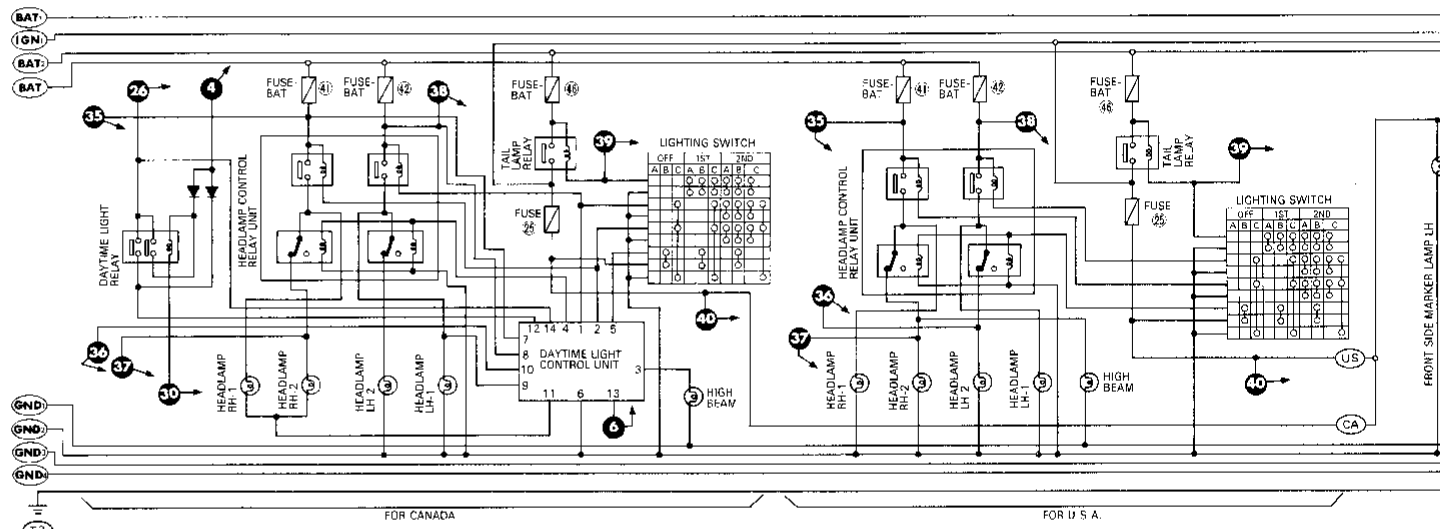 BAT
IGN
BAT
BAT
26
4
FUSE-
BAT
41
FUSE-
BAT
42
38
35
FUSE-
BAT
46
TAIL
LAMP
RELAY
39
LIGHTING SWITCH
OFF 1ST 2ND
A B C A B C A B C
DAYTIME LIGHT
RELAY
HEADLAMP CONTROL
RELAY UNIT
FUSE
40
12 14 4 1 2 5
7
8
10
9
DAYTIME LIGHT
CONTROL UNIT
3
11 6 13
36
37
30
HEADLAMP
RH-1
HEADLAMP
RH-2
HEADLAMP
LH-2
HEADLAMP
LH-1
HIGH
BEAM
6
FUSE-
BAT
41
FUSE-
BAT
42
35
38
FUSE-
BAT
46
TAIL
LAMP
RELAY
39
HEADLAMP CONTROL
RELAY UNIT
FUSE
LIGHTING SWITCH
OFF 1ST 2ND
A B C A B C A B C
36
37
HEADLAMP
RH-1
HEADLAMP
RH-2
HEADLAMP
LH-2
HEADLAMP
LH-1
HIGH
BEAM
40
US
CA
FRONT SIDE MARKER LAMP LH
GND
GND
GND
GND
FOR CANADA
FOR U.S.A.